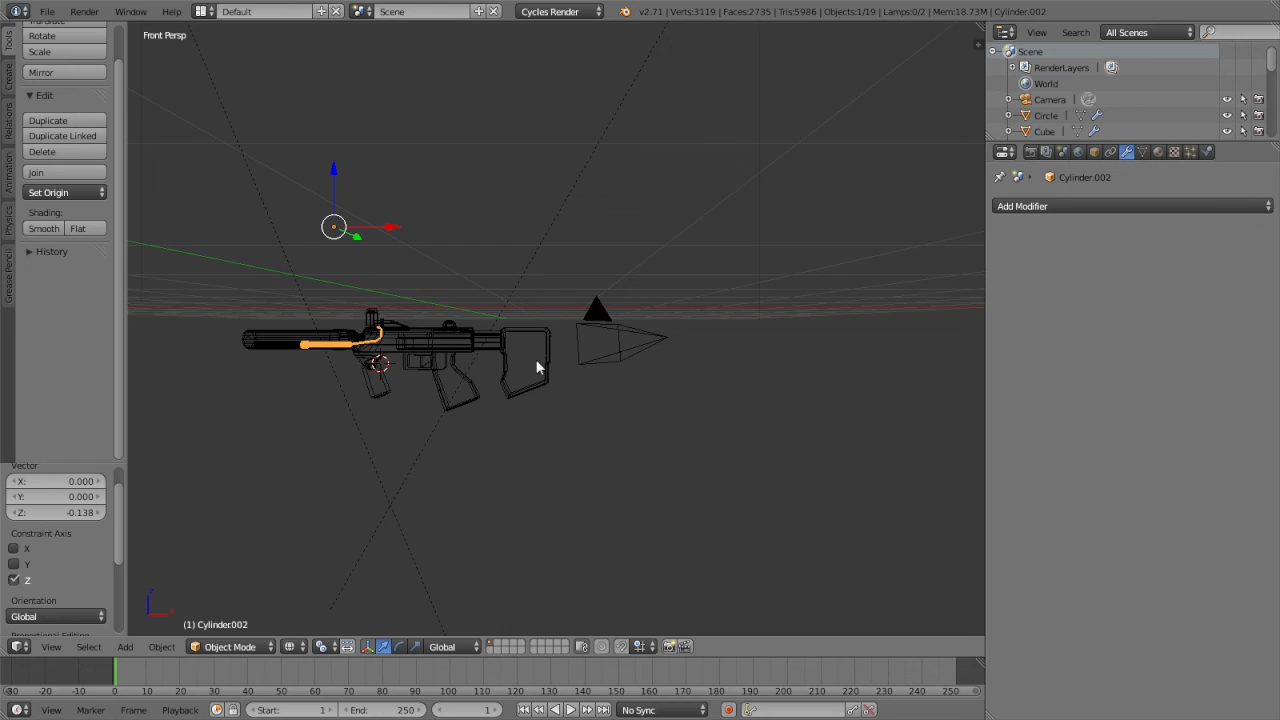 File Render Window Help Default Scene Cycles Render v2.71 | Verts:3119 | Faces:2735 | Tris:5986 | Objects:1/19 | Lamps:0/2 | Mem:18.73M | Cylinder.002
Rotate
Scale
Mirror
Edit
Duplicate
Duplicate Linked
Delete
Join
Set Origin
Shading:
Smooth Flat
History
Tools
Create
Relations
Animation
Physics
Grease Pencil
Vector
X: 0.000
Y: 0.000
Z: -0.138
Constraint Axis
X
Y
Z
Orientation
Global
Front Persp
(1) Cylinder.002
View Search All Scenes
Scene
RenderLayers
World
Camera
Circle
Cube
Cylinder.002
Add Modifier
View Select Add Object Object Mode Global
-20 -10 0 10 20 30 40 50 60 70 80 90 100 110 120 130 140 150 160 170 180 190 200 210 220 230 240 250
View Marker Frame Playback Start: 1 End: 250 1 No Sync